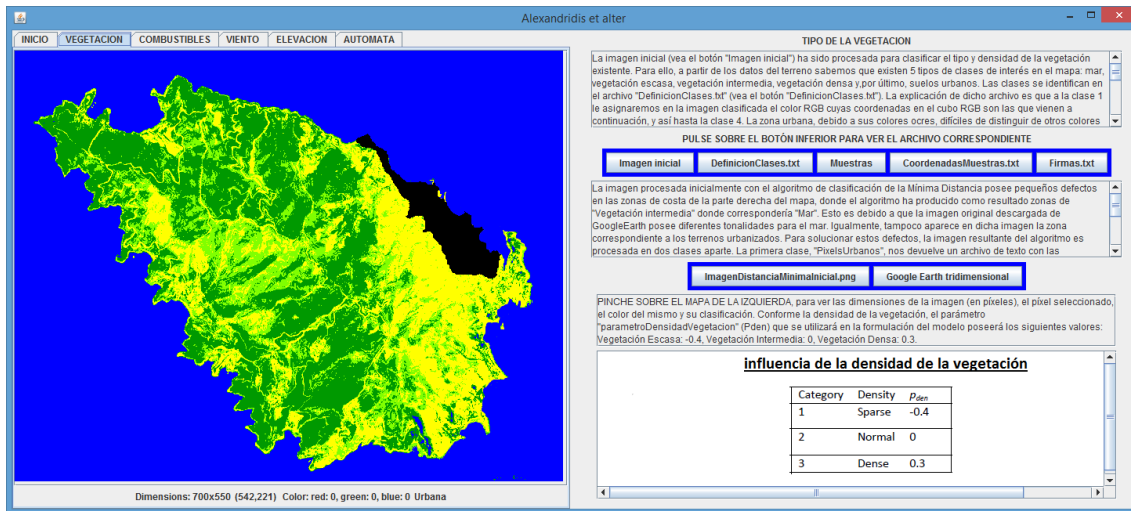 Alexandridis et alter
INICIO VEGETACION COMBUSTIBLES VIENTO ELEVACION AUTOMATA
Dimensions: 700x550 (542,221) Color: red: 0, green: 0, blue: 0 Urbana
TIPO DE LA VEGETACION
La imagen inicial (vea el botón "Imagen inicial") ha sido procesada para clasificar el tipo y densidad de la vegetación
existente. Para ello, a partir de los datos del terreno sabemos que existen 5 tipos de clases de interés en el mapa: mar,
vegetación escasa, vegetación intermedia, vegetación densa y,por último, suelos urbanos. Las clases se identifican en
el archivo "DefinicionClases.txt" (vea el botón "DefinicionClases.txt"). La explicación de dicho archivo es que a la clase 1
le asignaremos en la imagen clasificada el color RGB cuyas coordenadas en el cubo RGB son las que vienen a
continuación, y así hasta la clase 4. La zona urbana, debido a sus colores ocres, difíciles de distinguir de otros colores
PULSE SOBRE EL BOTÓN INFERIOR PARA VER EL ARCHIVO CORRESPONDIENTE
Imagen inicial DefinicionClases.txt Muestras CoordenadasMuestras.txt Firmas.txt
La imagen procesada inicialmente con el algoritmo de clasificación de la Mínima Distancia posee pequeños defectos
en las zonas de costa de la parte derecha del mapa, donde el algorítmo ha producido como resultado zonas de
"Vegetación intermedia" donde correspondería "Mar". Esto es debido a que la imagen original descargada de
GoogleEarth posee diferentes tonalidades para el mar. Igualmente, tampoco aparece en dicha imagen la zona
correspondiente a los terrenos urbanizados. Para solucionar estos defectos, la imagen resultante del algoritmo es
procesada en dos clases aparte. La primera clase, "PixelsUrbanos", nos devuelve un archivo de texto con las
ImagenDistanciaMinimaInicial.png Google Earth tridimensional
PINCHE SOBRE EL MAPA DE LA IZQUIERDA, para ver las dimensiones de la imagen (en píxeles), el píxel seleccionado,
el color del mismo y su clasificación. Conforme la densidad de la vegetación, el parámetro
"parametroDensidadVegetacion" (Pden) que se utilizará en la formulación del modelo poseerá los siguientes valores:
Vegetación Escasa: -0.4, Vegetación Intermedia: 0, Vegetación Densa: 0.3.
influencia de la densidad de la vegetación
Category Density pden
1 Sparse -0.4
2 Normal 0
3 Dense 0.3